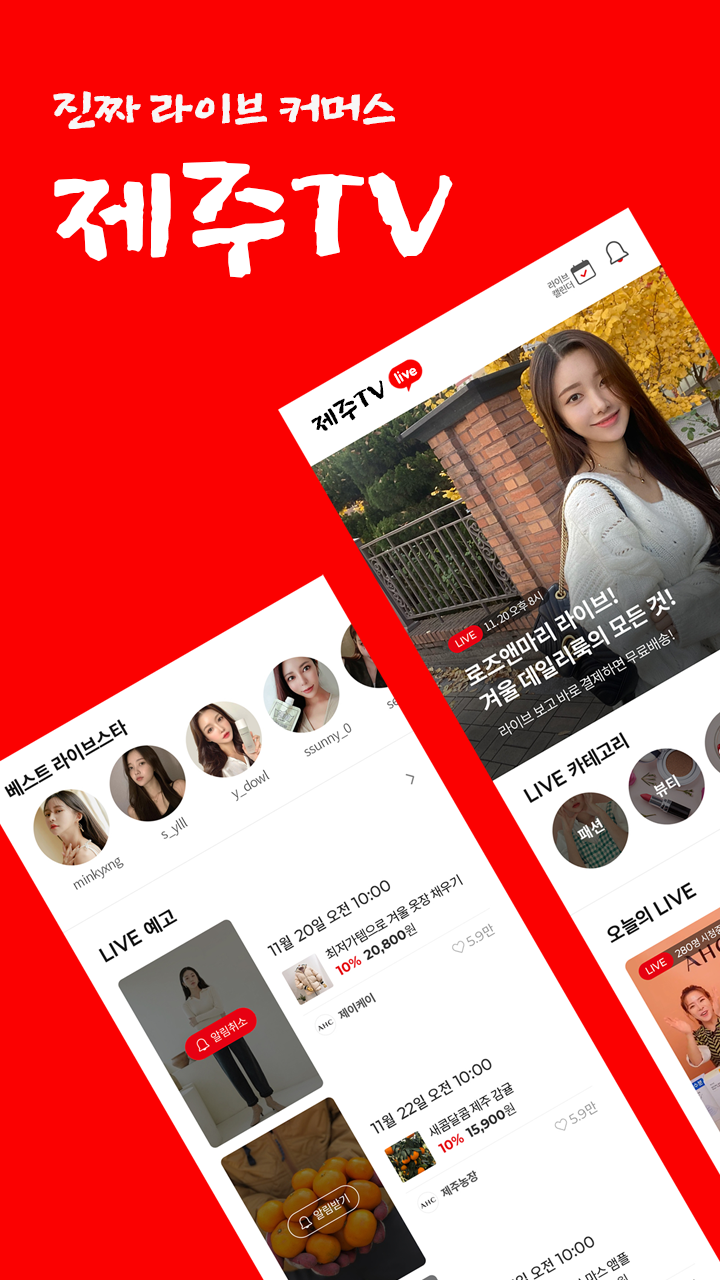 진짜 라이브 커머스
제주TV
라이브
캘린더
제주TV live
LIVE 11. 20 오후 8시
로즈앤마리 라이브!
겨울 데일리룩의 모든 것!
라이브 보고 바로 결제하면 무료배송!
LIVE 카테고리
패션
뷰티
오늘의 LIVE
LIVE 280명 시청중
베스트 라이브스타
minkyxng
s_ylll
y_dowl
ssunny_0
LIVE 예고
알림취소
11월 20일 오전 10:00
최저가템으로 겨울 옷장 채우기
10% 20,800원
5.9만
AHC 제이케이
알림받기
11월 22일 오전 10:00
새콤달콤 제주 감귤
10% 15,900원
5.9만
AHC 제주농장
일 오전 10:00
마스 앰플